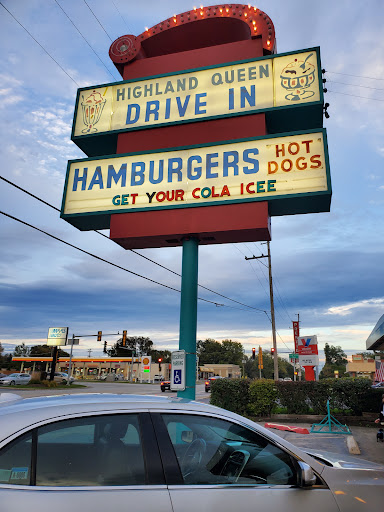 HIGHLAND QUEEN
DRIVE IN
HAMBURGERS
HOT
DOGS
GET YOUR COLA ICEE